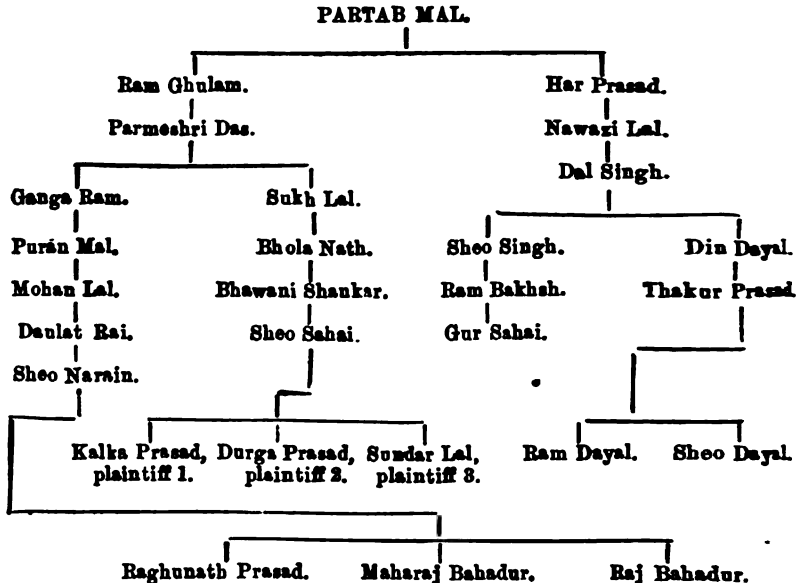 PARTAB MAL.
Ram Ghulam. Har Prasad.
Parmeshri Das. Nawazi Lal.
Dal Singh.
Ganga Ram. Sukh Lal.
Purán Mal. Bhola Nath. Sheo Singh. Din Dayal.
Mohan Lal. Bhawani Shankar. Ram Bakhsh. Thakur Prasad.
Daulat Rai. Sheo Sahai. Gur Sahai.
Sheo Narain.
Kalka Prasad, Durga Prasad, Sundar Lal, Ram Dayal. Sheo Dayal.
plaintiff 1. plaintiff 2. plaintiff 3.
Raghunath Prasad. Maharaj Bahadur. Raj Bahadur.